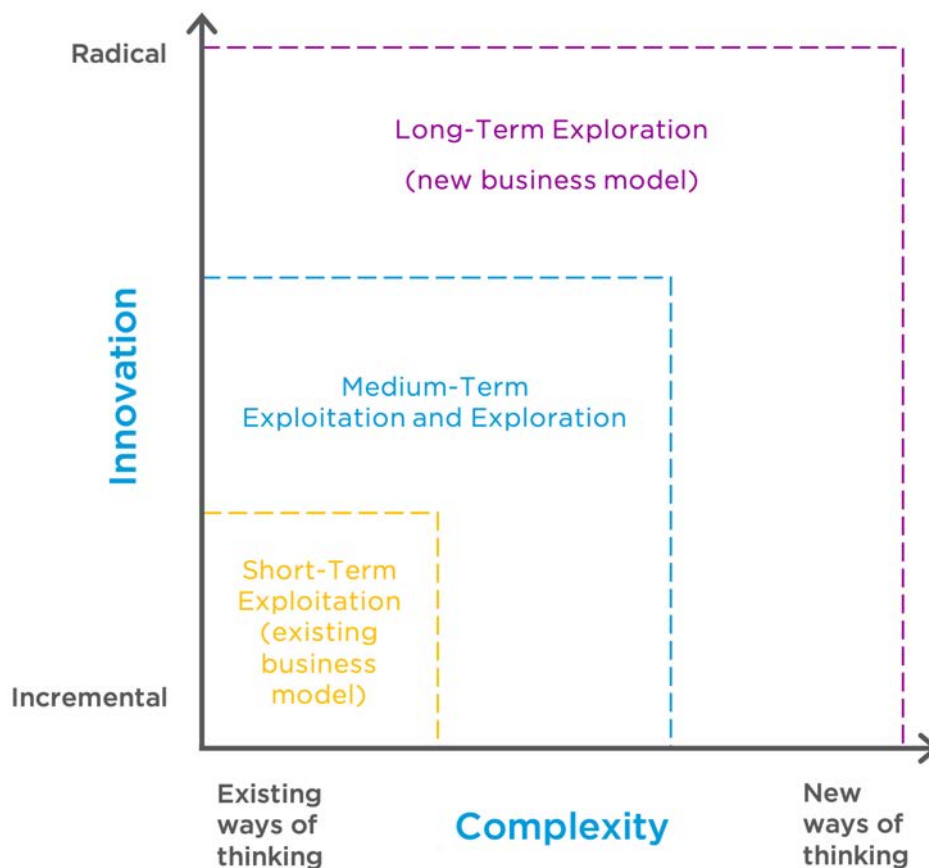 Radical
Long-Term Exploration
(new business model)
Innovation
Medium-Term
Exploitation and Exploration
Short-Term
Exploitation
(existing
business
model)
Incremental
Existing
ways of
thinking
Complexity
New
ways of
thinking